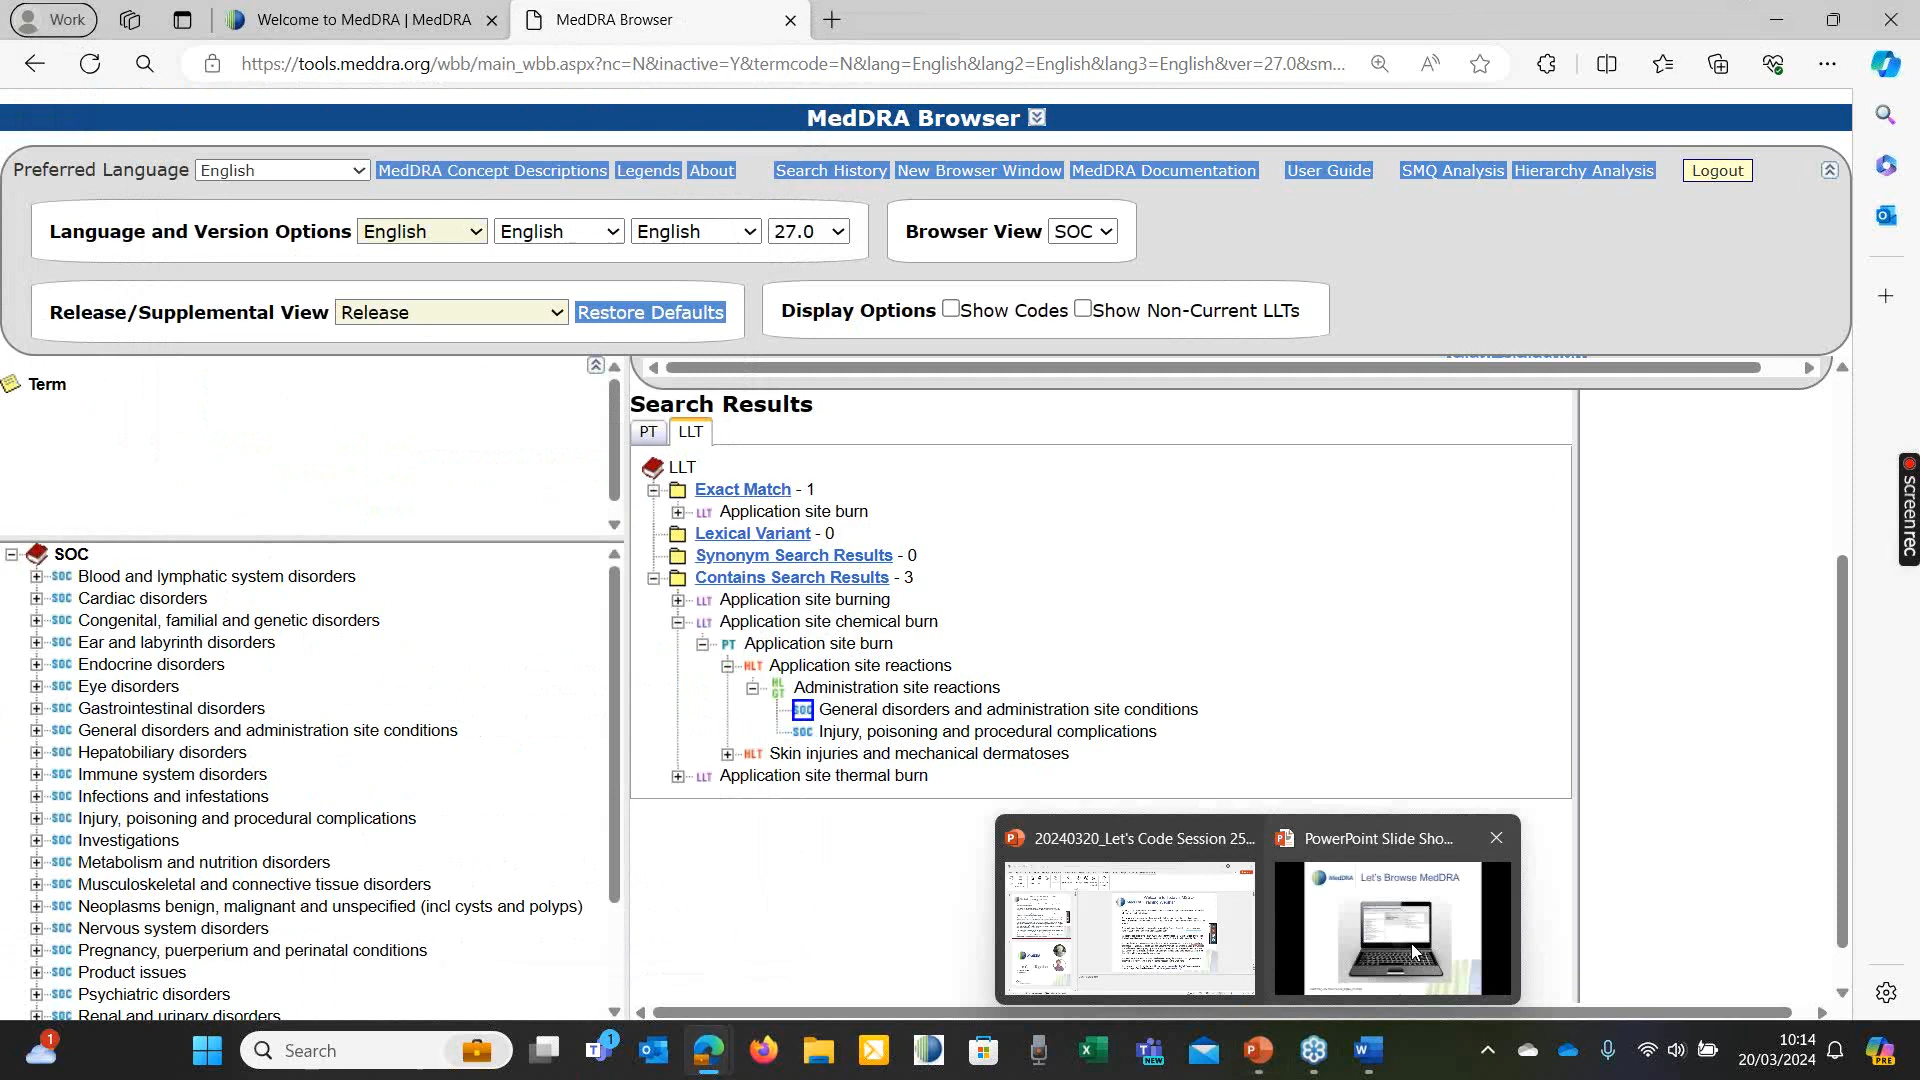 Work
Welcome to MedDRA | MedDRA
MedDRA Browser
https://tools.meddra.org/wbb/main_wbb.aspx?nc=N&inactive=Y&termcode=N&lang=English&lang2=English&lang3=English&ver=27.0&sm...
MedDRA Browser
Preferred Language English MedDRA Concept Descriptions Legends About Search History New Browser Window MedDRA Documentation User Guide SMQ Analysis Hierarchy Analysis Logout
Language and Version Options English English English 27.0 Browser View SOC
Release/Supplemental View Release Restore Defaults Display Options Show Codes Show Non-Current LLTs
Term
SOC
SOC Blood and lymphatic system disorders
SOC Cardiac disorders
SOC Congenital, familial and genetic disorders
SOC Ear and labyrinth disorders
SOC Endocrine disorders
SOC Eye disorders
SOC Gastrointestinal disorders
SOC General disorders and administration site conditions
SOC Hepatobiliary disorders
SOC Immune system disorders
SOC Infections and infestations
SOC Injury, poisoning and procedural complications
SOC Investigations
SOC Metabolism and nutrition disorders
SOC Musculoskeletal and connective tissue disorders
SOC Neoplasms benign, malignant and unspecified (incl cysts and polyps)
SOC Nervous system disorders
SOC Pregnancy, puerperium and perinatal conditions
SOC Product issues
SOC Psychiatric disorders
SOC Renal and urinary disorders
Search Results
PT LLT
LLT
Exact Match - 1
LLT Application site burn
Lexical Variant - 0
Synonym Search Results - 0
Contains Search Results - 3
LLT Application site burning
LLT Application site chemical burn
PT Application site burn
HLT Application site reactions
HLGT Administration site reactions
SOC General disorders and administration site conditions
SOC Injury, poisoning and procedural complications
HLT Skin injuries and mechanical dermatoses
LLT Application site thermal burn
20240320_Let's Code Session 25...
PowerPoint Slide Sho...
MedDRA Let's Browse MedDRA
screenrec
1
Search
1
NEW
10:14
20/03/2024
PRE